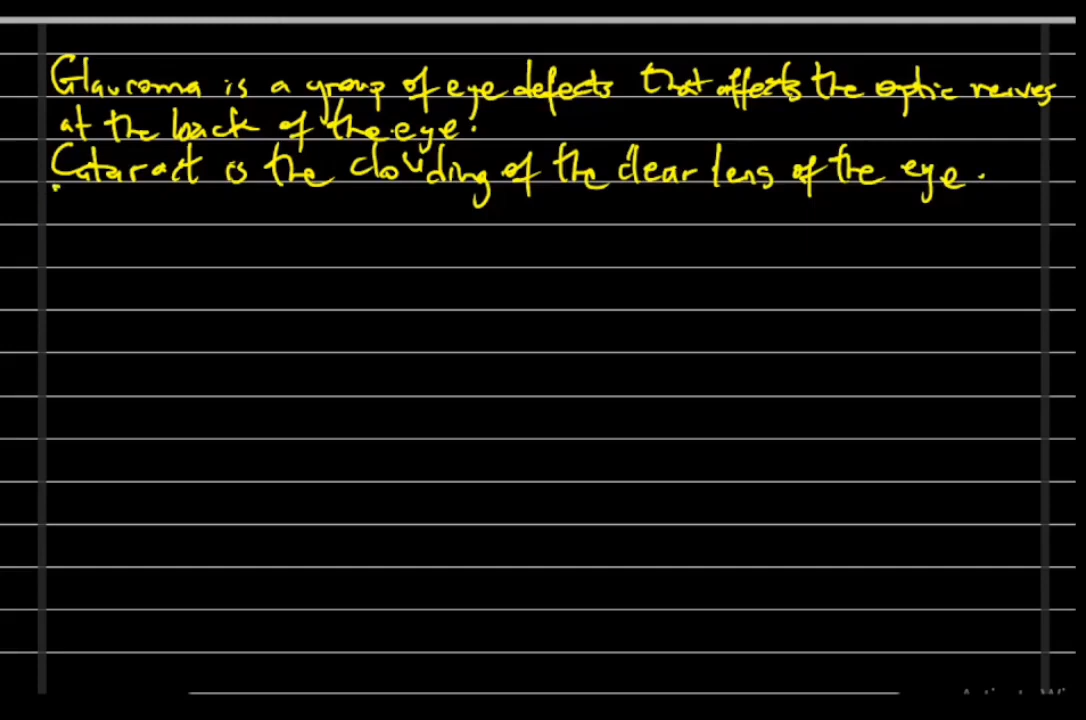 Glaucoma is a group of eye defects that affects the optic nerves
at the back of the eye.
Cataract is the clouding of the clear lens of the eye.